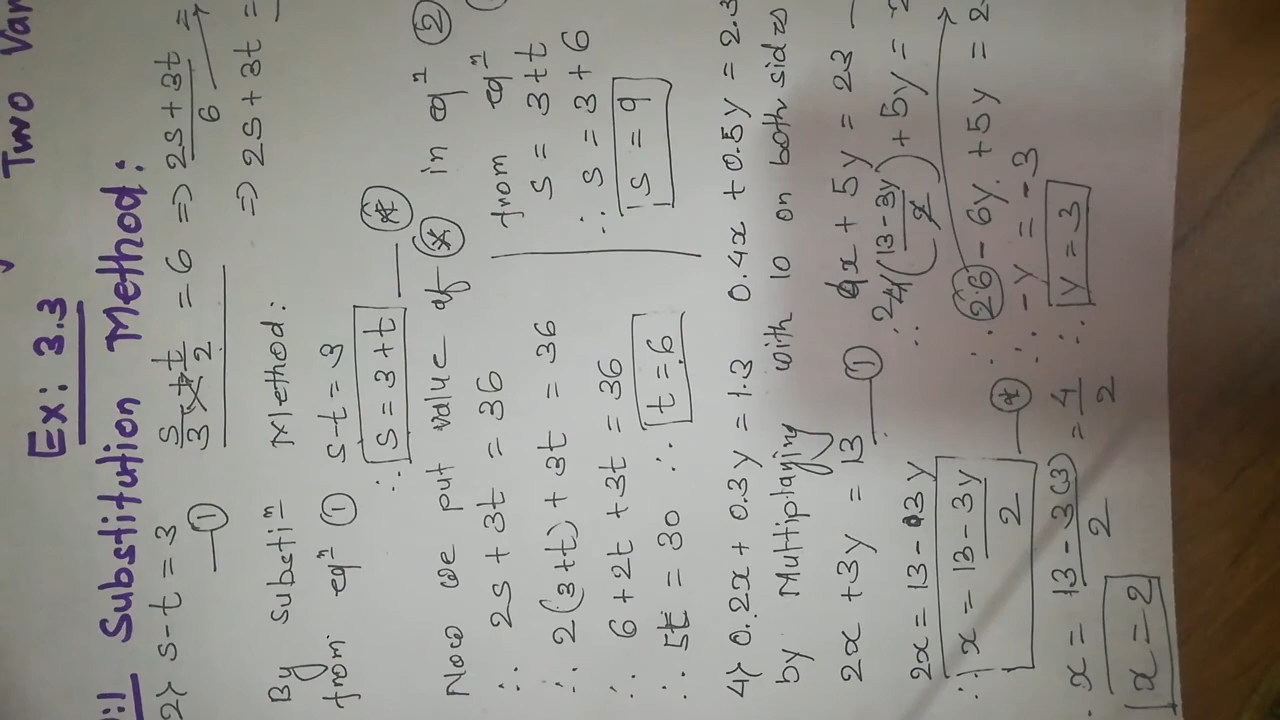 Two Var
Ex: 3.3
:1 Substitution Method:
2) s-t = 3 s/3 + t/2 = 6 => 2s+3t/6 =
① => 2s + 3t =
By substiⁿ Method:
from eqⁿ ① s-t = 3
∴ s = 3+t — *
Now we put value of * in eqⁿ ②
∴ 2s + 3t = 36
∴ 2(3+t) + 3t = 36
∴ 6 + 2t + 3t = 36
∴ 5t = 30 ∴ t = 6
from eqⁿ
s = 3+t
∴ s = 3+6
s = 9
4) 0.2x + 0.3y = 1.3 0.4x + 0.5y = 2.3
by Multiplaying with 10 on both sides
2x + 3y = 13 — ① 4x + 5y = 23 —
2x = 13 - 3y
∴ x = 13 - 3y/2 — *
∴ 4(13-3y/2) + 5y = 2
∴ 26 - 6y + 5y = 2
∴ -y = -3
∴ y = 3
x = 13 - 3(3)/2 = 4/2
x = 2